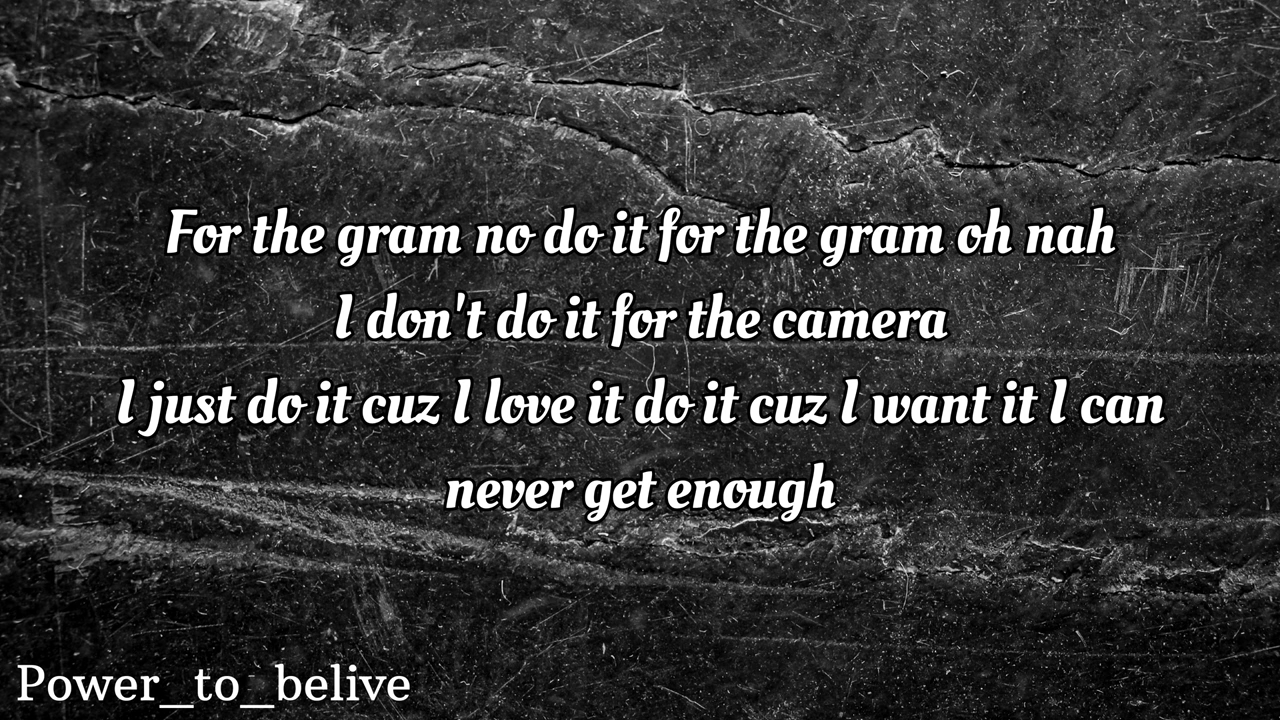 For the gram no do it for the gram oh nah
I don't do it for the camera
I just do it cuz I love it do it cuz I want it I can
never get enough
Power_to_belive